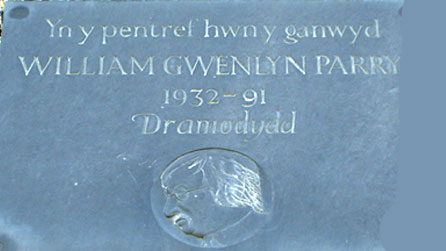 Yn y pentref hwn y ganwyd
WILLIAM GWENLYN PARRY
1932-91
Dramodydd